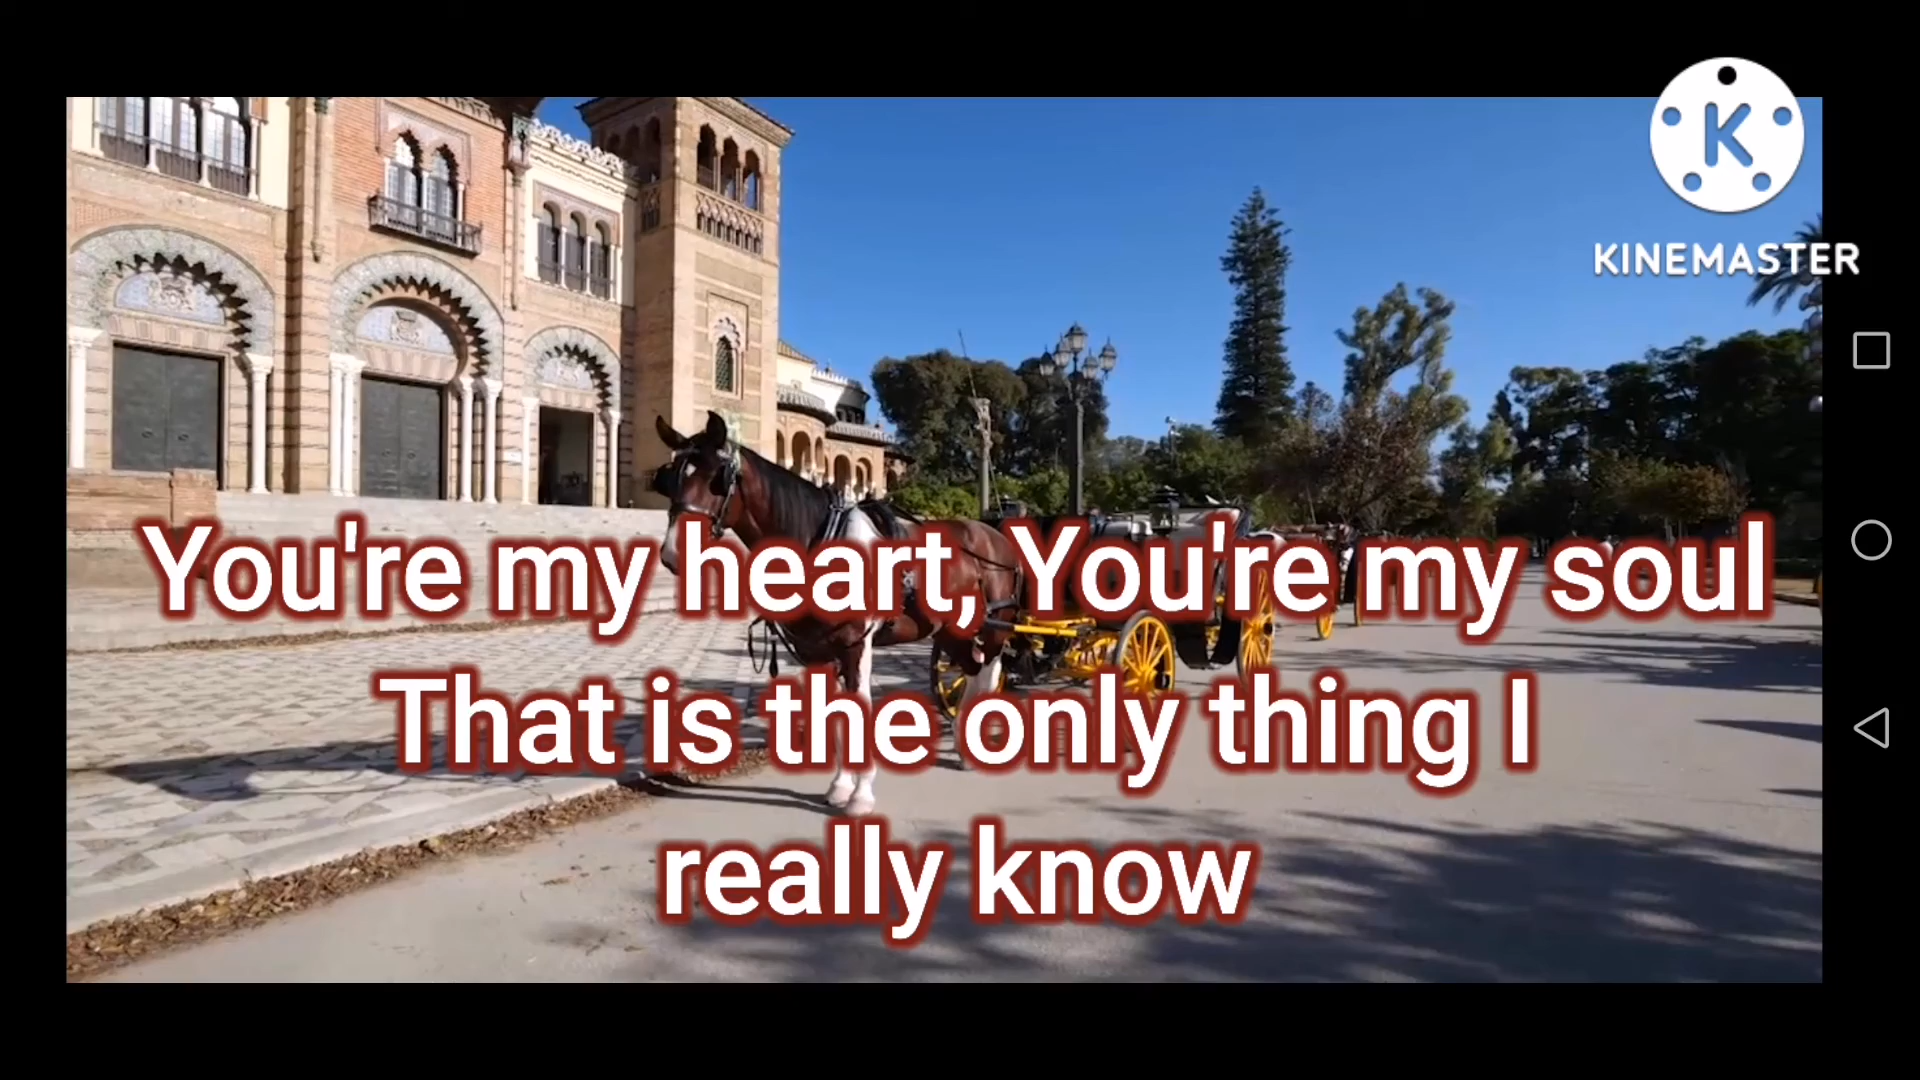 K
KINEMASTER
You're my heart, You're my soul
That is the only thing I
really know